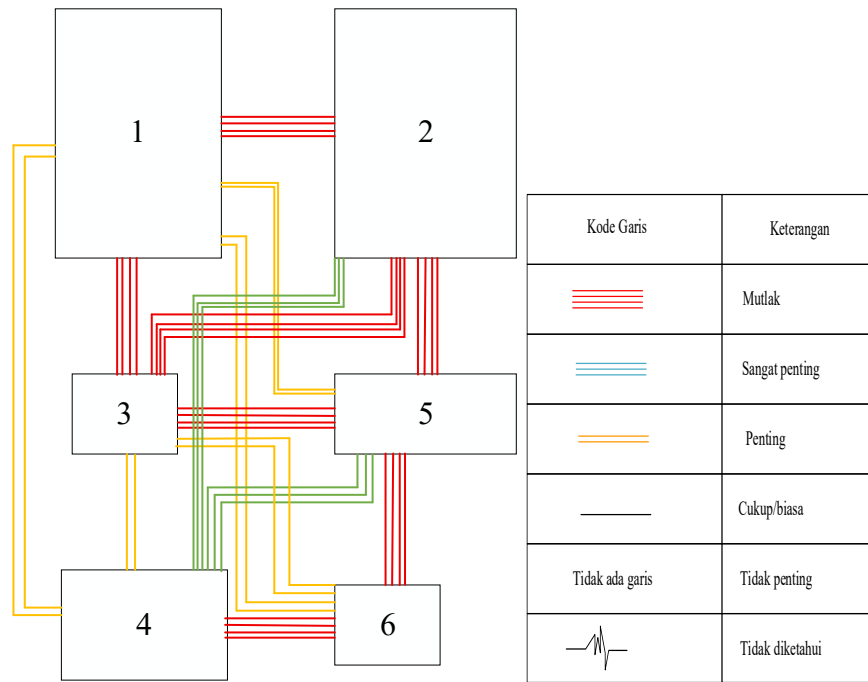 1
2
3
5
4
6
Kode Garis Keterangan
Mutlak
Sangat penting
Penting
Cukup/biasa
Tidak ada garis Tidak penting
Tidak diketahui